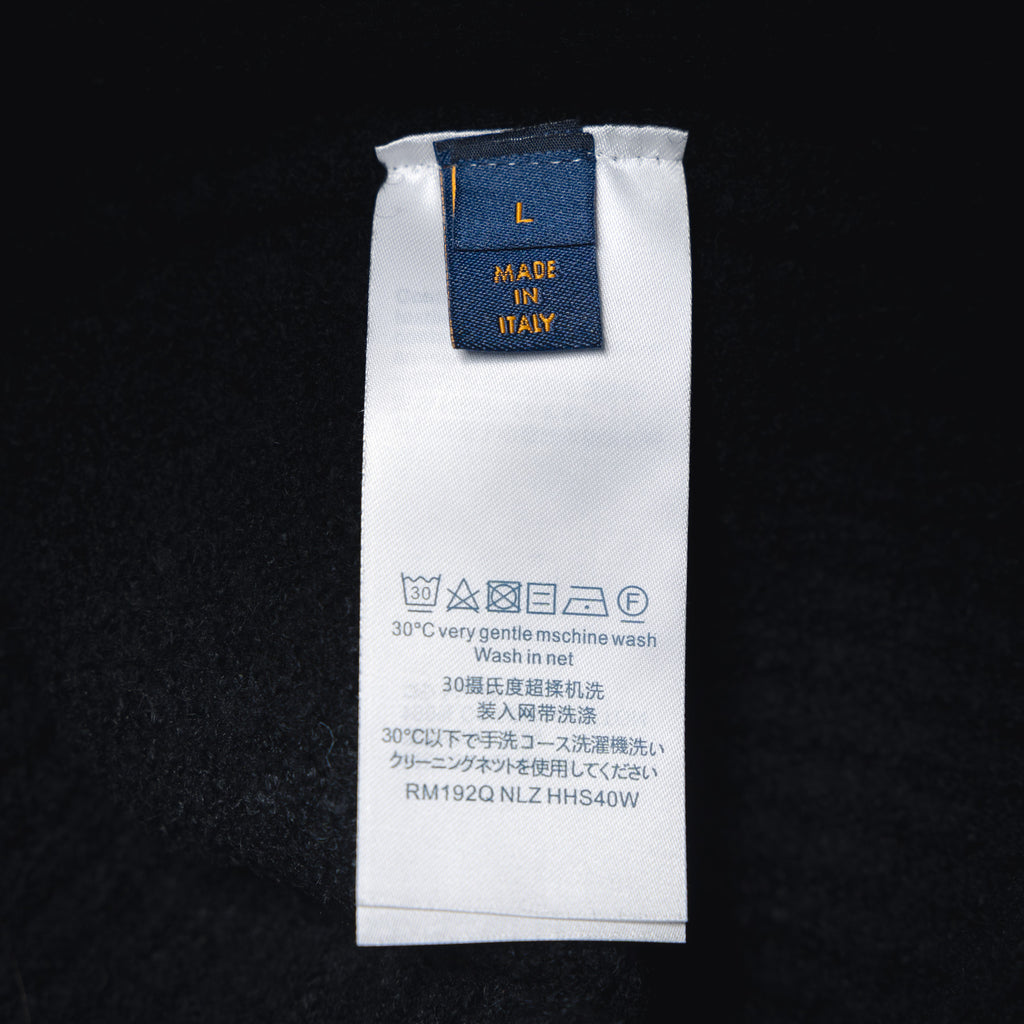 L
MADE
IN
ITALY
30
F
30°C very gentle mschine wash
Wash in net
30摄氏度超揉机洗
装入网带洗涤
30°C以下で手洗コース洗濯機洗い
クリーニングネットを使用してください
RM192Q NLZ HHS40W